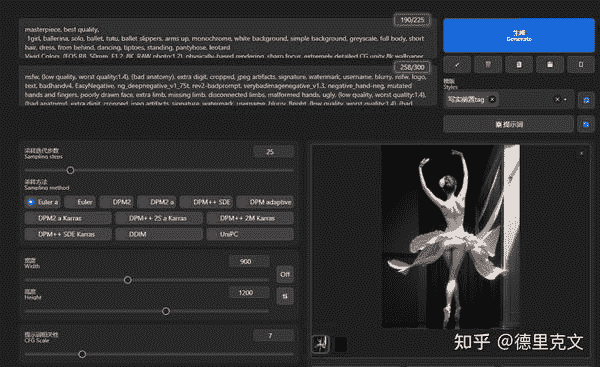 190/225
masterpiece, best quality,
1girl, ballerina, solo, ballet, tutu, ballet slippers, arms up, monochrome, white background, simple background, greyscale, full body, short
hair, dress, from behind, dancing, tiptoes, standing, pantyhose, leotard
258/300
nsfw, (low quality, worst quality:1.4), (bad anatomy), extra digit, cropped, jpeg artifacts, signature, watermark, username, blurry, nsfw, logo,
text, badhandv4, EasyNegative, ng_deepnegative_v1_75t, rev2-badprompt, verybadimagenegative_v1.3, negative_hand-neg, mutated
hands and fingers, poorly drawn face, extra limb, missing limb, disconnected limbs, malformed hands, ugly, (low quality, worst quality:1.4),
生成
Generate
Styles
写实前置tag ×
提示词
采样迭代步数 25
Sampling steps
采样方法
Sampling method
Euler a Euler DPM2 DPM2 a DPM++ SDE DPM adaptive
DPM2 a Karras DPM++ 2S a Karras DPM++ 2M Karras
DPM++ SDE Karras DDIM UniPC
宽度 900
Width
Off
高度 1200
Height
提示词相关性 7
CFG Scale
知乎 @德里克文